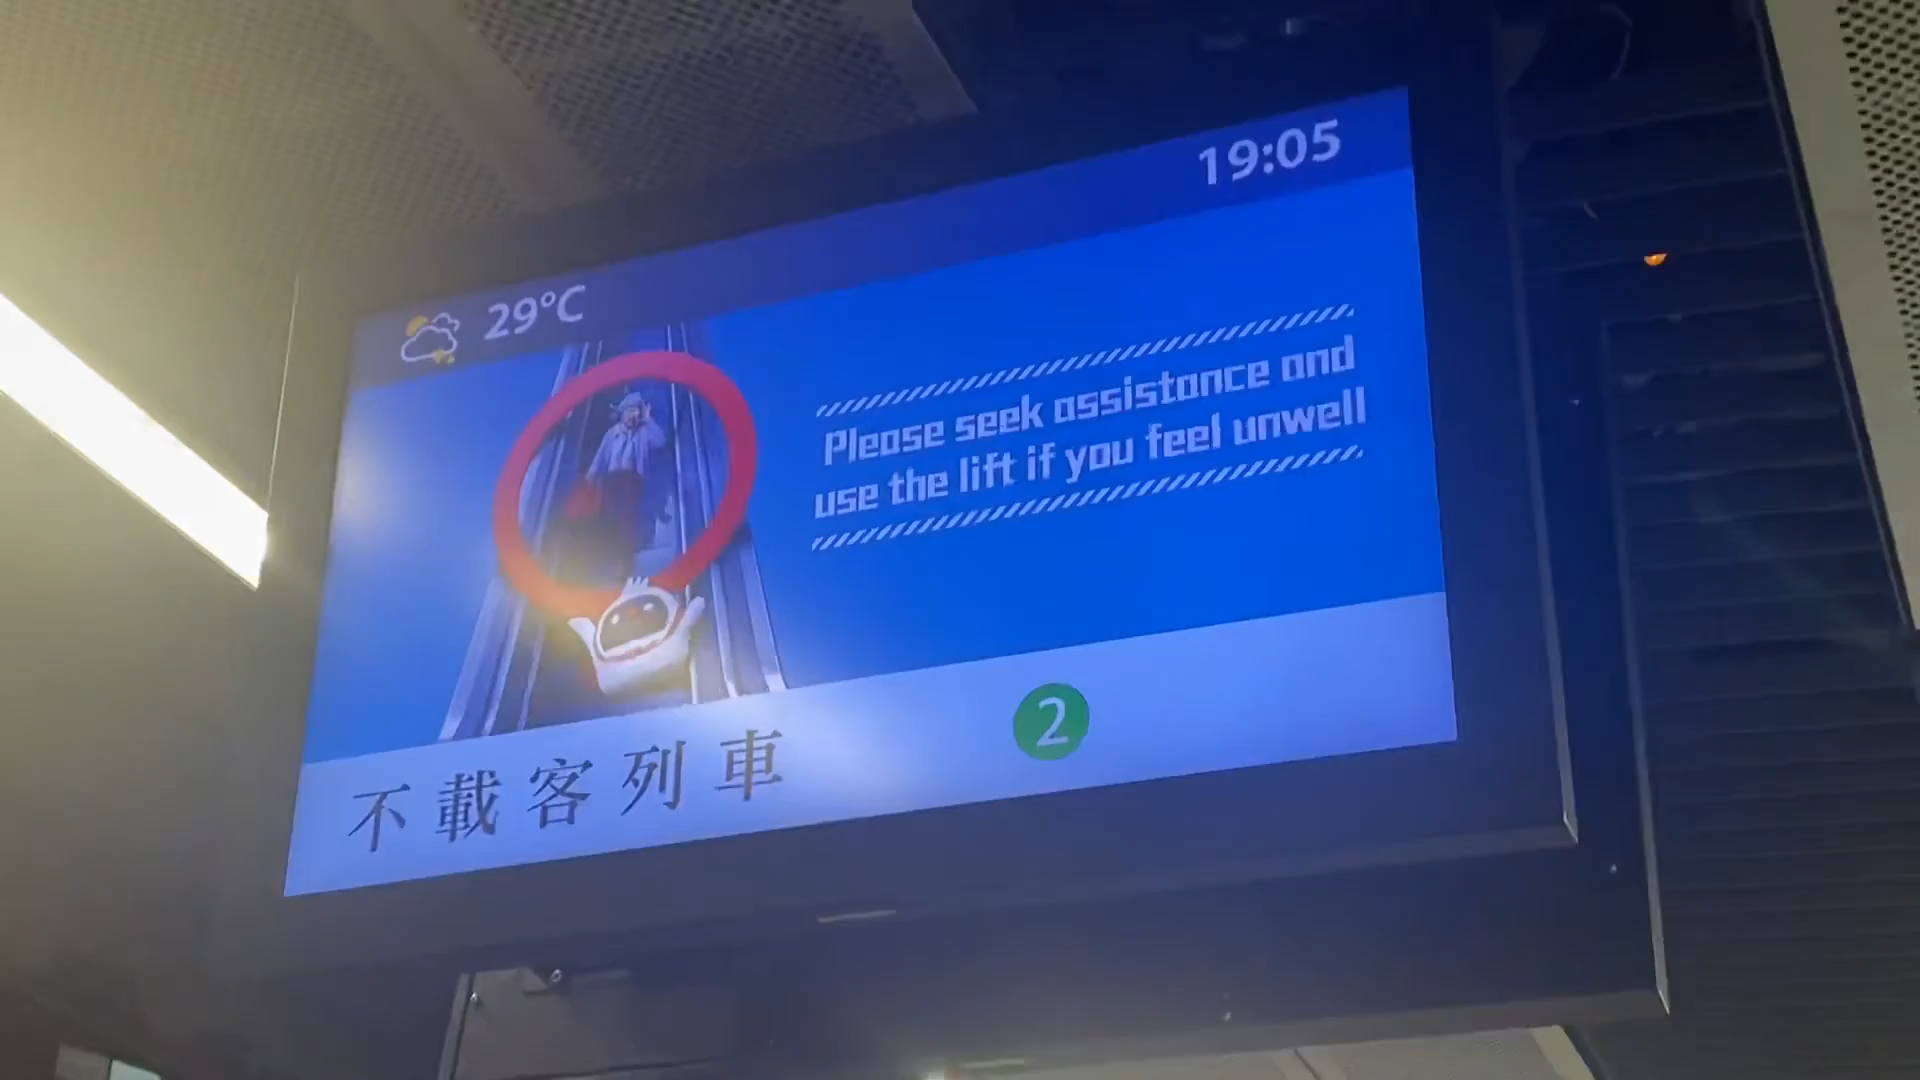 29°C
19:05
Please seek assistance and
use the lift if you feel unwell
不載客列車
2